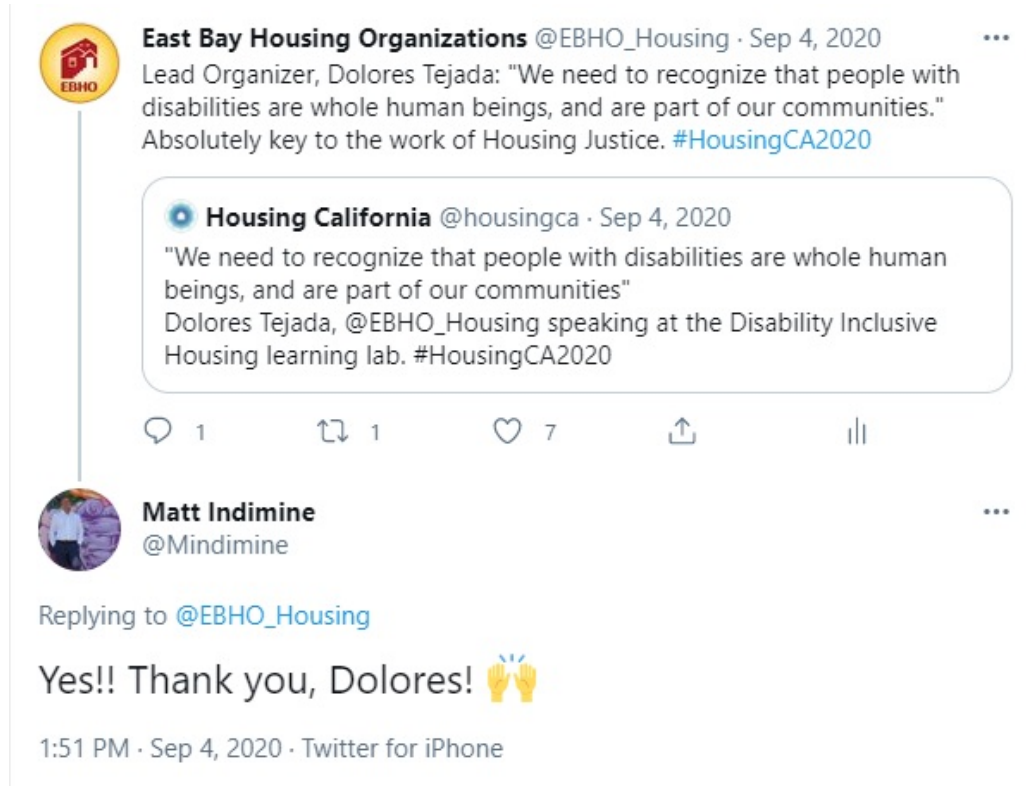 East Bay Housing Organizations @EBHO_Housing · Sep 4, 2020
EBHO
Lead Organizer, Dolores Tejada: "We need to recognize that people with
disabilities are whole human beings, and are part of our communities."
Absolutely key to the work of Housing Justice. #HousingCA2020
Housing California @housingca · Sep 4, 2020
"We need to recognize that people with disabilities are whole human
beings, and are part of our communities"
Dolores Tejada, @EBHO_Housing speaking at the Disability Inclusive
Housing learning lab. #HousingCA2020
1 1 7
Matt Indimine
@Mindimine
Replying to @EBHO_Housing
Yes!! Thank you, Dolores! 🙌
1:51 PM · Sep 4, 2020 · Twitter for iPhone